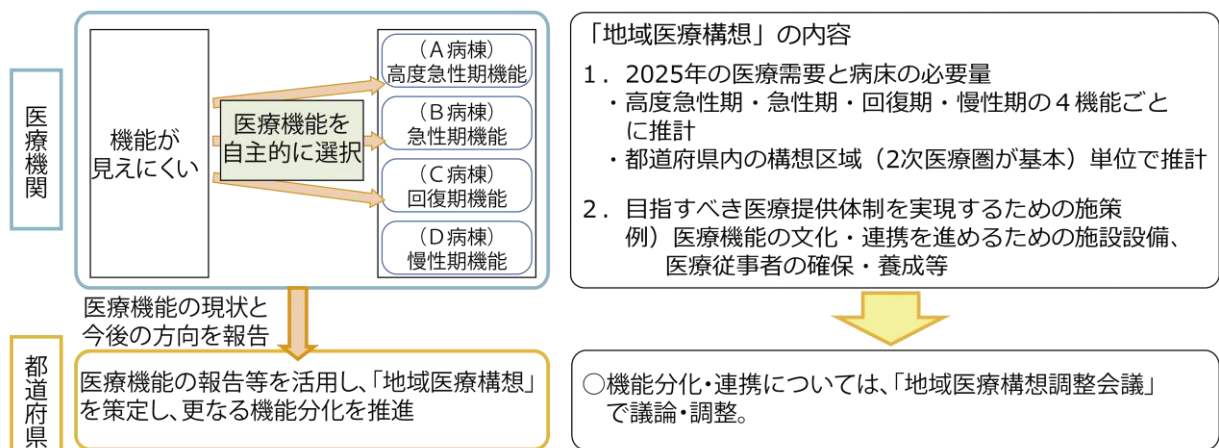 医療機関
機能が
見えにくい
医療機能を
自主的に選択
(A病棟)
高度急性期機能
(B病棟)
急性期機能
(C病棟)
回復期機能
(D病棟)
慢性期機能
医療機能の現状と
今後の方向を報告
都道府県
医療機能の報告等を活用し、「地域医療構想」
を策定し、更なる機能分化を推進
「地域医療構想」の内容
1．2025年の医療需要と病床の必要量
・高度急性期・急性期・回復期・慢性期の４機能ごと
に推計
・都道府県内の構想区域（2次医療圏が基本）単位で推計
2．目指すべき医療提供体制を実現するための施策
例）医療機能の文化・連携を進めるための施設設備、
医療従事者の確保・養成等
○機能分化・連携については、「地域医療構想調整会議」
で議論・調整。